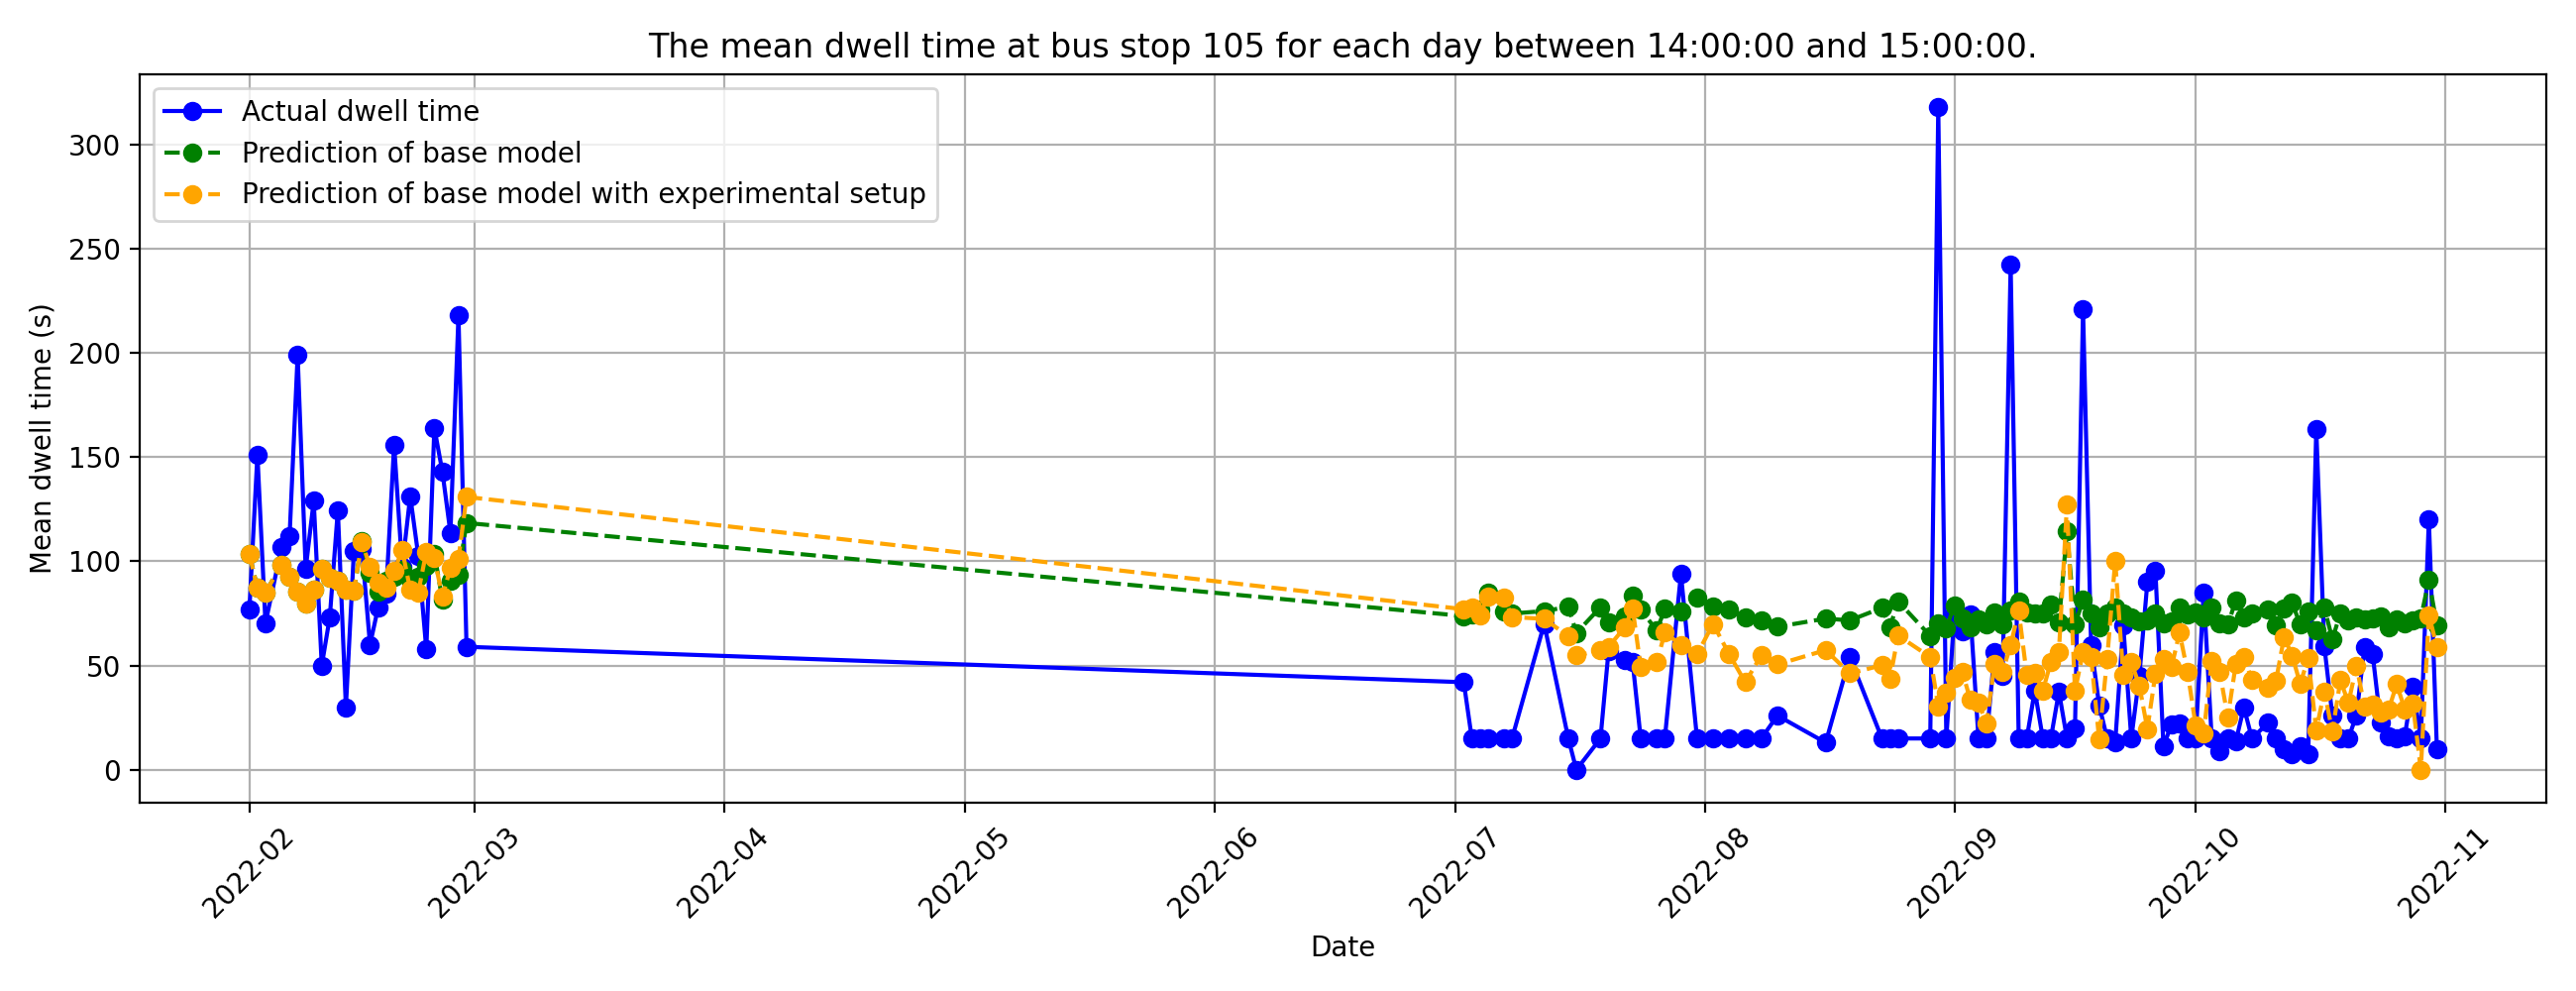 The mean dwell time at bus stop 105 for each day between 14:00:00 and 15:00:00.
Actual dwell time
Prediction of base model
Prediction of base model with experimental setup
Mean dwell time (s)
300
250
200
150
100
50
0
2022-02
2022-03
2022-04
2022-05
2022-06
2022-07
2022-08
2022-09
2022-10
2022-11
Date